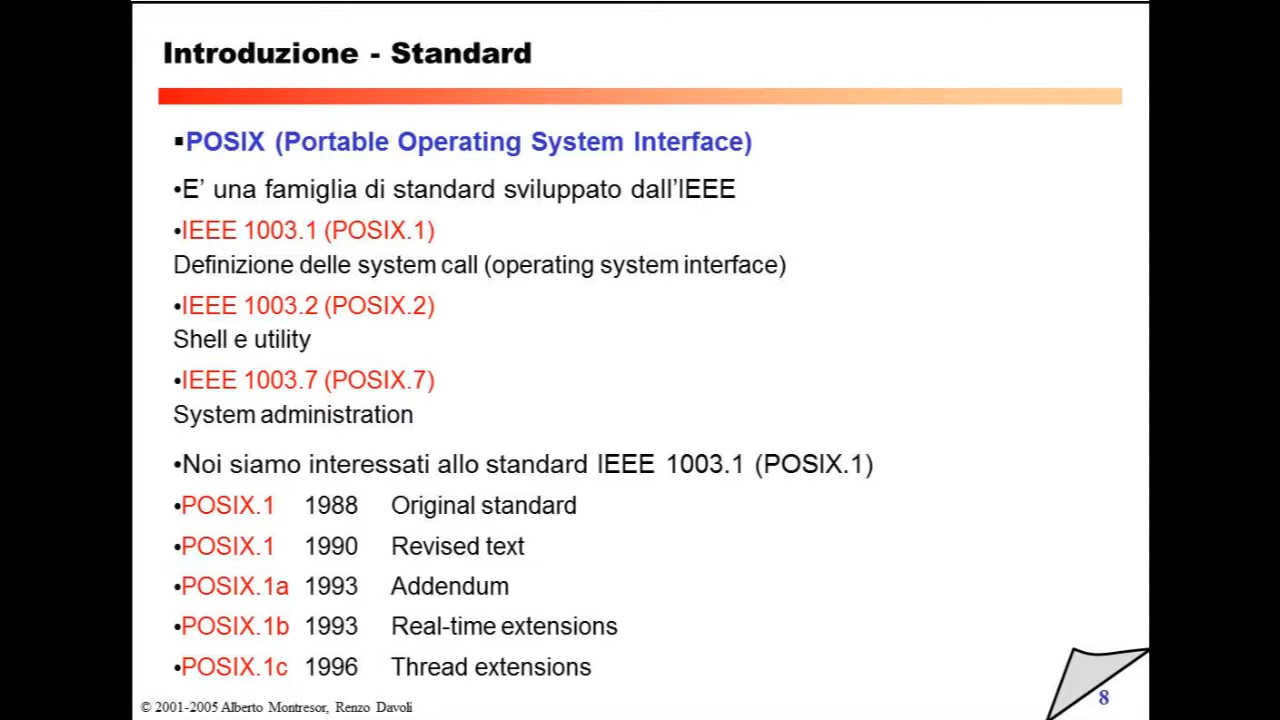 Introduzione - Standard
▪POSIX (Portable Operating System Interface)
•E’ una famiglia di standard sviluppato dall’IEEE
•IEEE 1003.1 (POSIX.1)
Definizione delle system call (operating system interface)
•IEEE 1003.2 (POSIX.2)
Shell e utility
•IEEE 1003.7 (POSIX.7)
System administration
•Noi siamo interessati allo standard IEEE 1003.1 (POSIX.1)
•POSIX.1 1988 Original standard
•POSIX.1 1990 Revised text
•POSIX.1a 1993 Addendum
•POSIX.1b 1993 Real-time extensions
•POSIX.1c 1996 Thread extensions
© 2001-2005 Alberto Montresor, Renzo Davoli
8